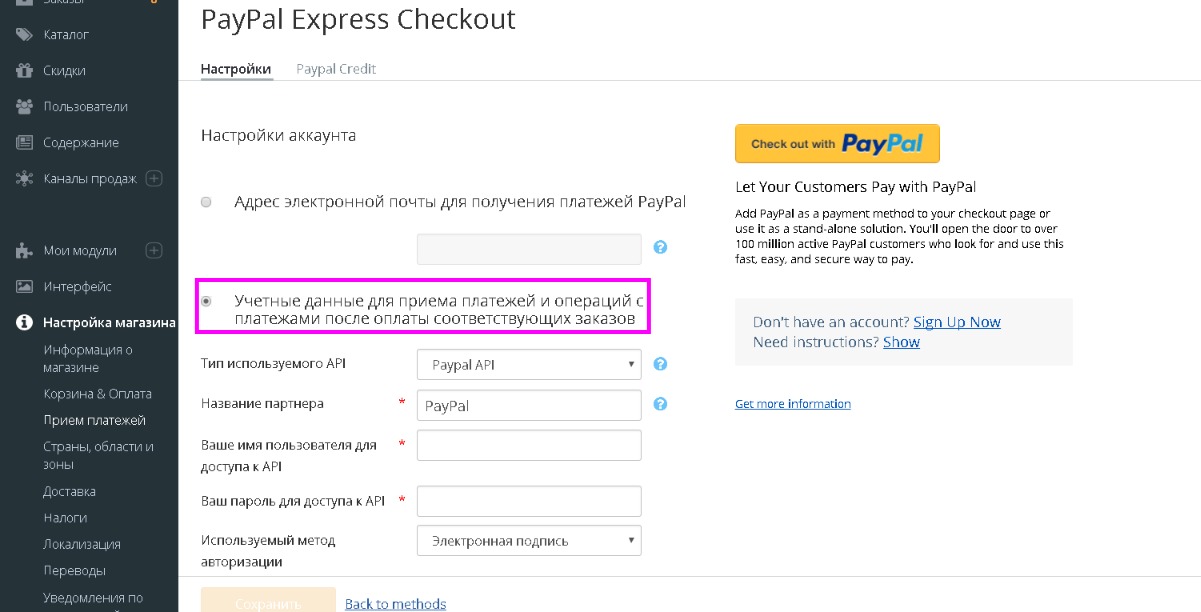 Заказы
Каталог
Скидки
Пользователи
Содержание
Каналы продаж
Мои модули
Интерфейс
Настройка магазина
Информация о
магазине
Корзина & Оплата
Прием платежей
Страны, области и
зоны
Доставка
Налоги
Локализация
Переводы
Уведомления по
PayPal Express Checkout
Настройки
Paypal Credit
Настройки аккаунта
Адрес электронной почты для получения платежей PayPal
?
Учетные данные для приема платежей и операций с
платежами после оплаты соответствующих заказов
Тип используемого API
Paypal API
?
Название партнера *
PayPal
?
Ваше имя пользователя для *
доступа к API
Ваш пароль для доступа к API *
Используемый метод
авторизации
Электронная подпись
Сохранить
Back to methods
Check out with PayPal
Let Your Customers Pay with PayPal
Add PayPal as a payment method to your checkout page or
use it as a stand-alone solution. You'll open the door to over
100 million active PayPal customers who look for and use this
fast, easy, and secure way to pay.
Don't have an account? Sign Up Now
Need instructions? Show
Get more information